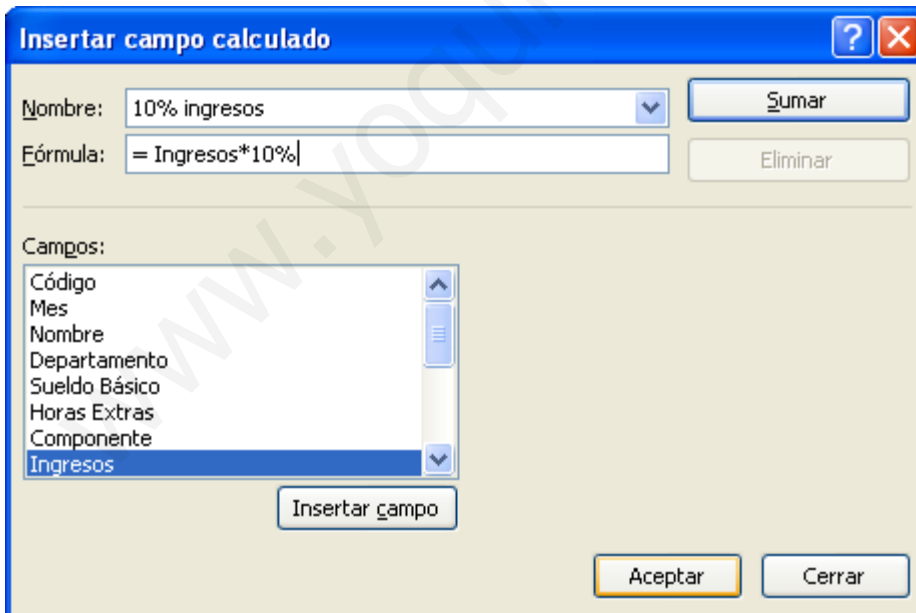 Insertar campo calculado
Nombre: 10% ingresos Sumar
Fórmula: = Ingresos*10% Eliminar
Campos:
Código
Mes
Nombre
Departamento
Sueldo Básico
Horas Extras
Componente
Ingresos
Insertar campo
Aceptar Cerrar